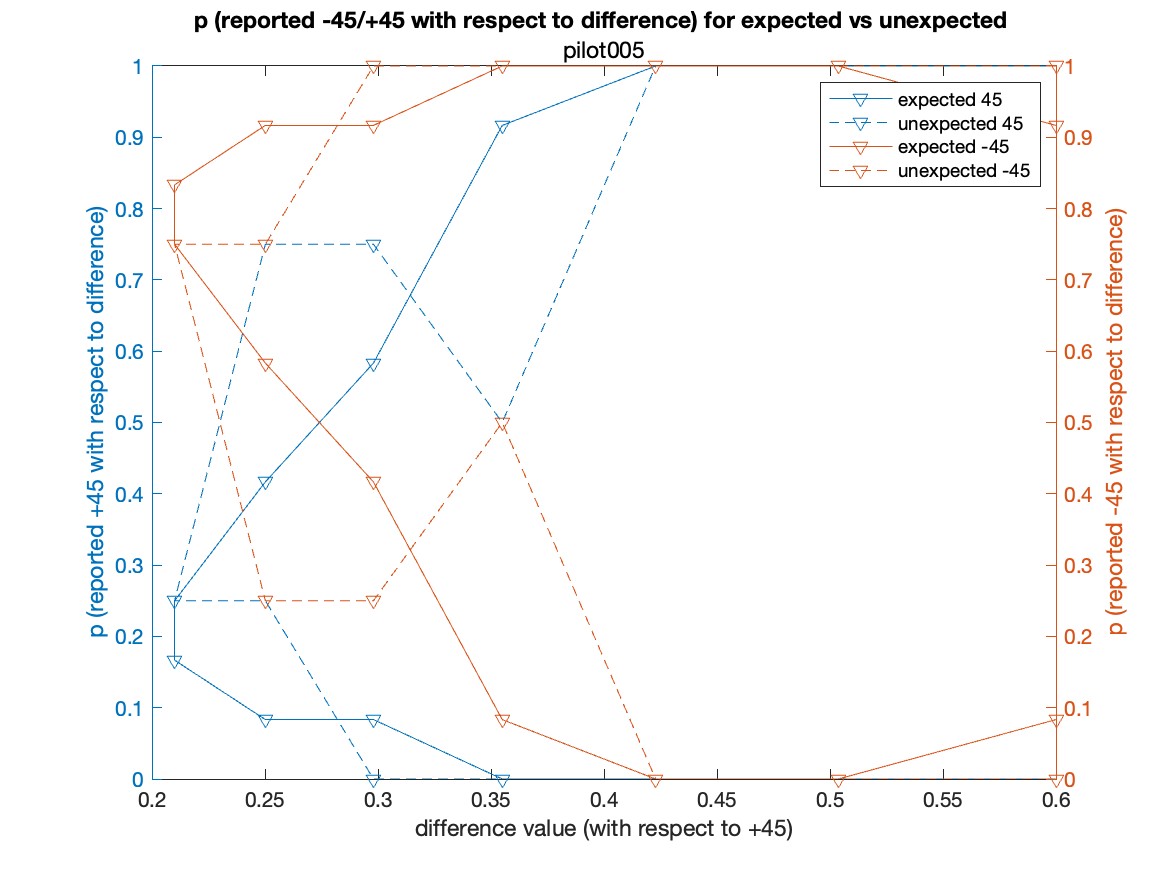 p (reported -45/+45 with respect to difference) for expected vs unexpected
pilot005
expected 45
unexpected 45
expected -45
unexpected -45
p (reported +45 with respect to difference)
1
0.9
0.8
0.7
0.6
0.5
0.4
0.3
0.2
0.1
0
1
0.9
0.8
0.7
0.6
0.5
0.4
0.3
0.2
0.1
0
p (reported -45 with respect to difference)
0.2 0.25 0.3 0.35 0.4 0.45 0.5 0.55 0.6
difference value (with respect to +45)